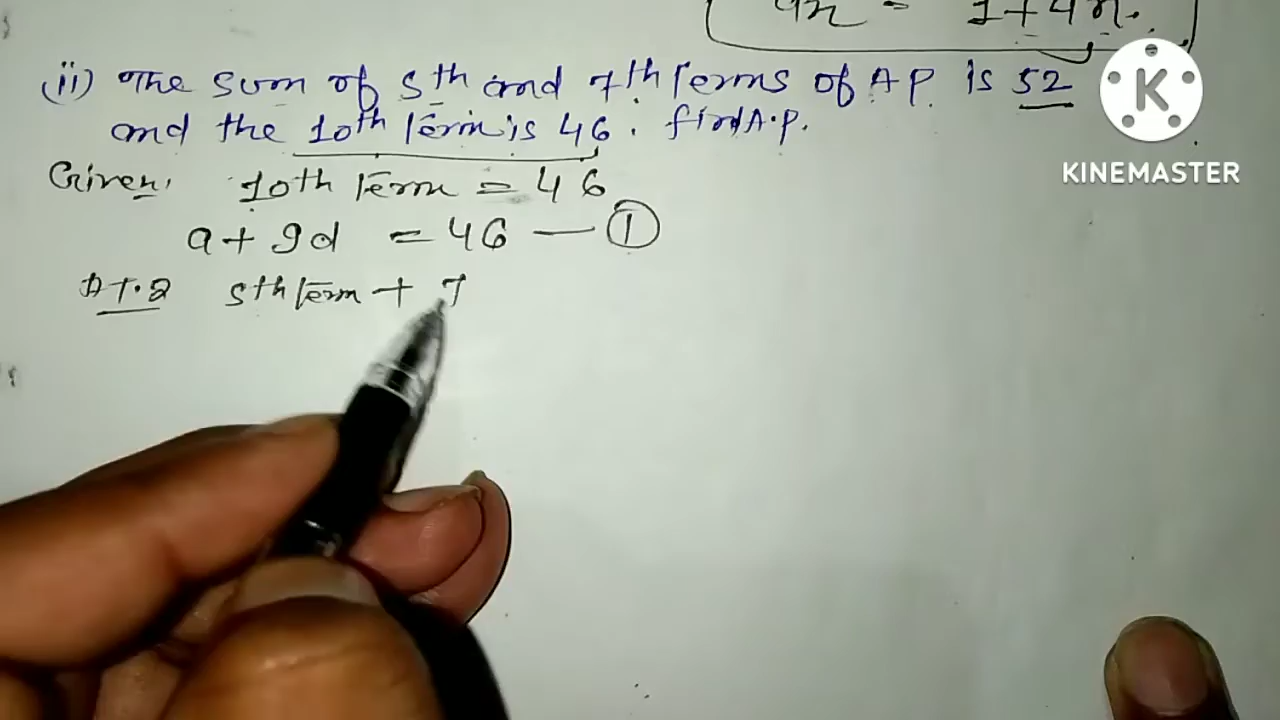 (ii) The sum of 5th and 7th terms of A P. is 52
and the 10th term is 46. find A.P.
Given, 10th term = 46
a + 9d = 46 — ①
5th term + 7
K
KINEMASTER